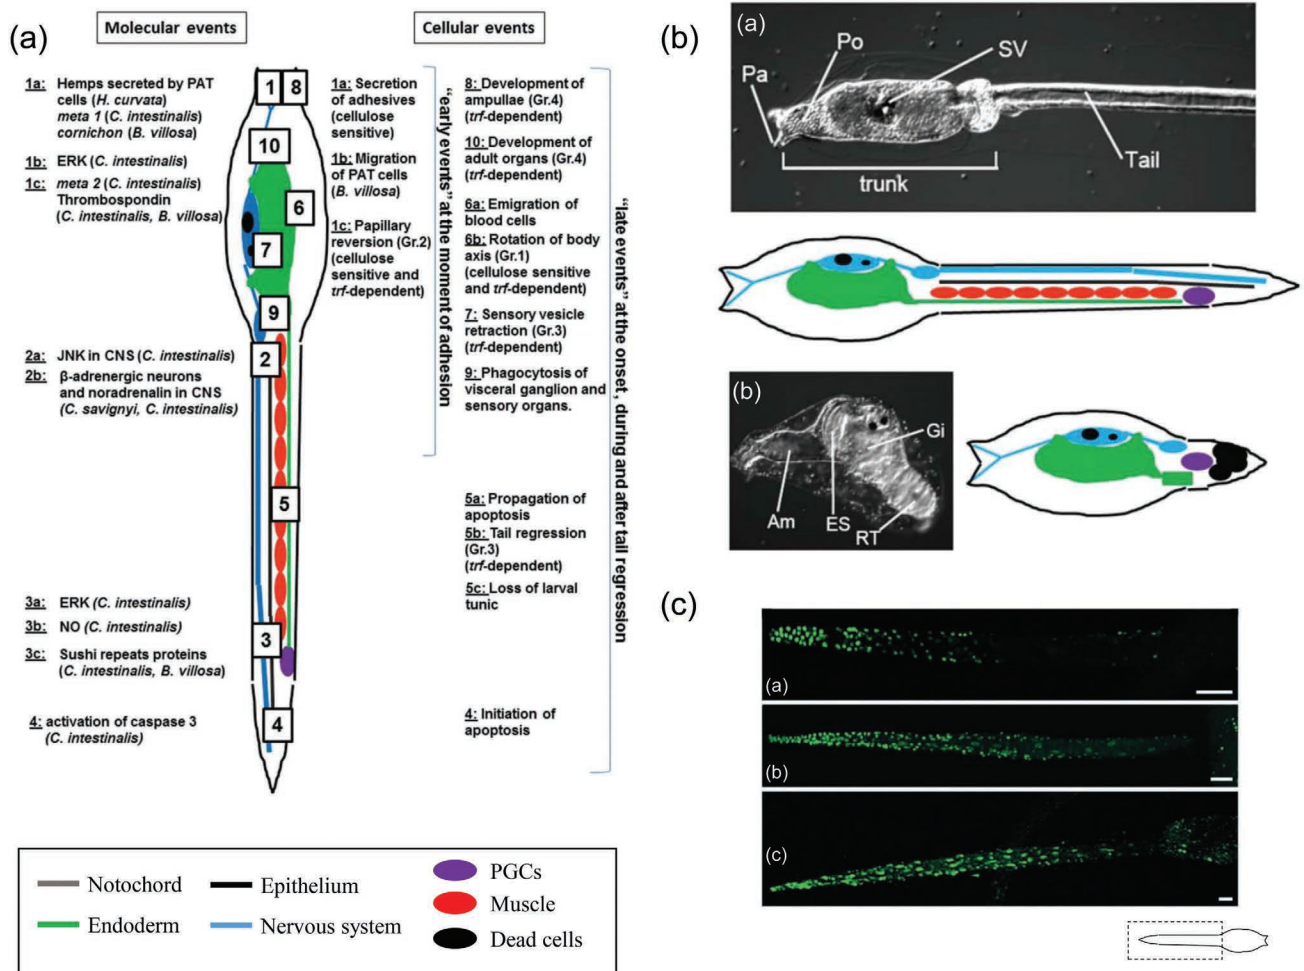 (a)
Molecular events
Cellular events
1a: Hemps secreted by PAT
cells (H. curvata)
meta 1 (C. intestinalis)
cornichon (B. villosa)
1b: ERK (C. intestinalis)
1c: meta 2 (C. intestinalis)
Thrombospondin
(C. intestinalis, B. villosa)
2a: JNK in CNS (C. intestinalis)
2b: β-adrenergic neurons
and noradrenalin in CNS
(C. savignyi, C. intestinalis)
3a: ERK (C. intestinalis)
3b: NO (C. intestinalis)
3c: Sushi repeats proteins
(C. intestinalis, B. villosa)
4: activation of caspase 3
(C. intestinalis)
1
8
10
6
7
9
2
5
3
4
1a: Secretion
of adhesives
(cellulose
sensitive)
1b: Migration
of PAT cells
(B. villosa)
1c: Papillary
reversion (Gr.2)
(cellulose
sensitive and
trf-dependent)
"early events" at the moment of adhesion
8: Development of
ampullae (Gr.4)
(trf-dependent)
10: Development of
adult organs (Gr.4)
(trf-dependent)
6a: Emigration of
blood cells
6b: Rotation of body
axis (Gr.1)
(cellulose sensitive
and trf-dependent)
7: Sensory vesicle
retraction (Gr.3)
(trf-dependent)
9: Phagocytosis of
visceral ganglion and
sensory organs.
5a: Propagation of
apoptosis
5b: Tail regression
(Gr.3)
(trf-dependent)
5c: Loss of larval
tunic
4: Initiation of
apoptosis
"late events" at the onset, during and after tail regression
Notochord
Epithelium
Endoderm
Nervous system
PGCs
Muscle
Dead cells
(b)
(a)
Po
SV
Pa
trunk
Tail
(b)
Gi
Am
ES
RT
(c)
(a)
(b)
(c)